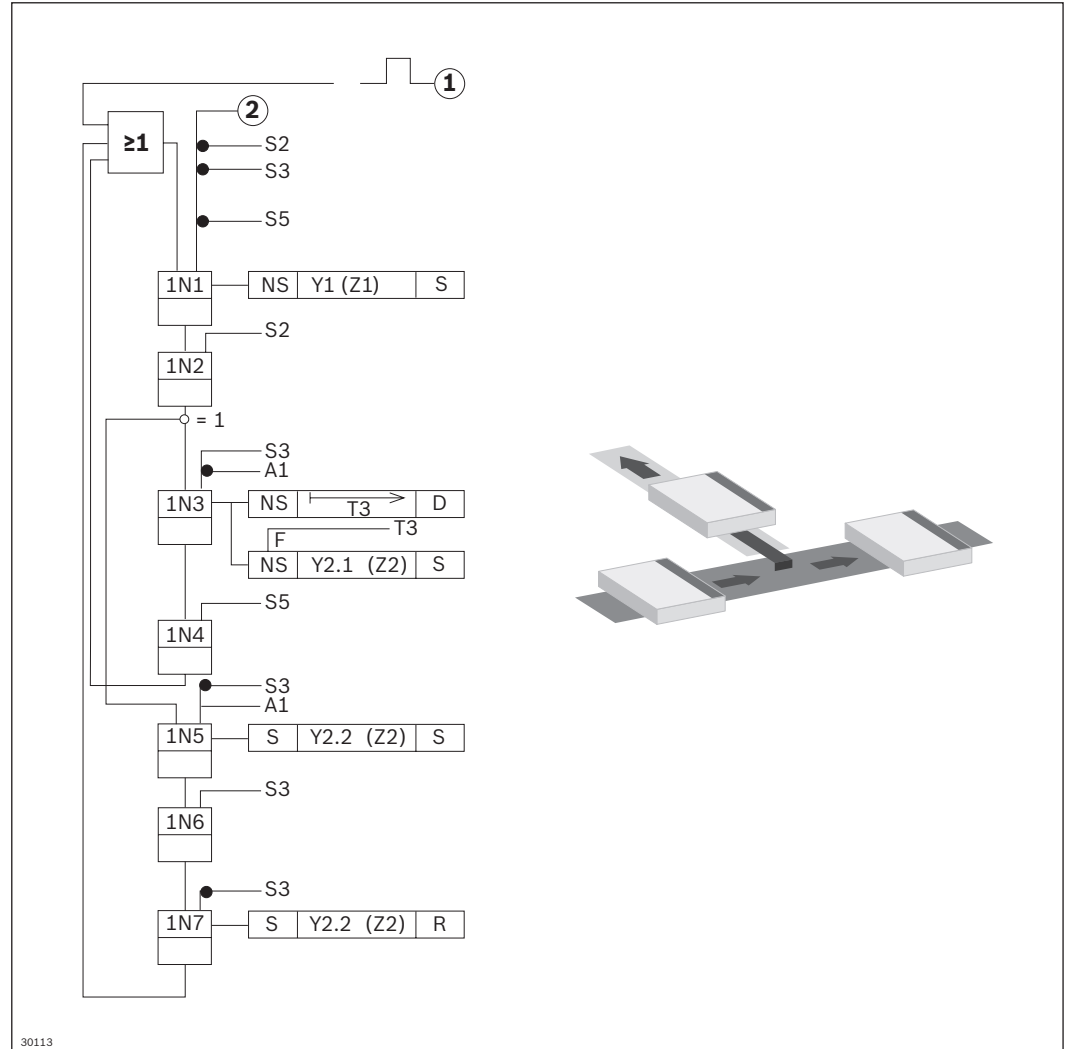 1
2
≥1
S2
S3
S5
1N1 NS Y1 (Z1) S
S2
1N2
= 1
S3
A1
1N3 NS T3 D
T3
F
NS Y2.1 (Z2) S
S5
1N4
S3
A1
1N5 S Y2.2 (Z2) S
S3
1N6
S3
1N7 S Y2.2 (Z2) R
30113